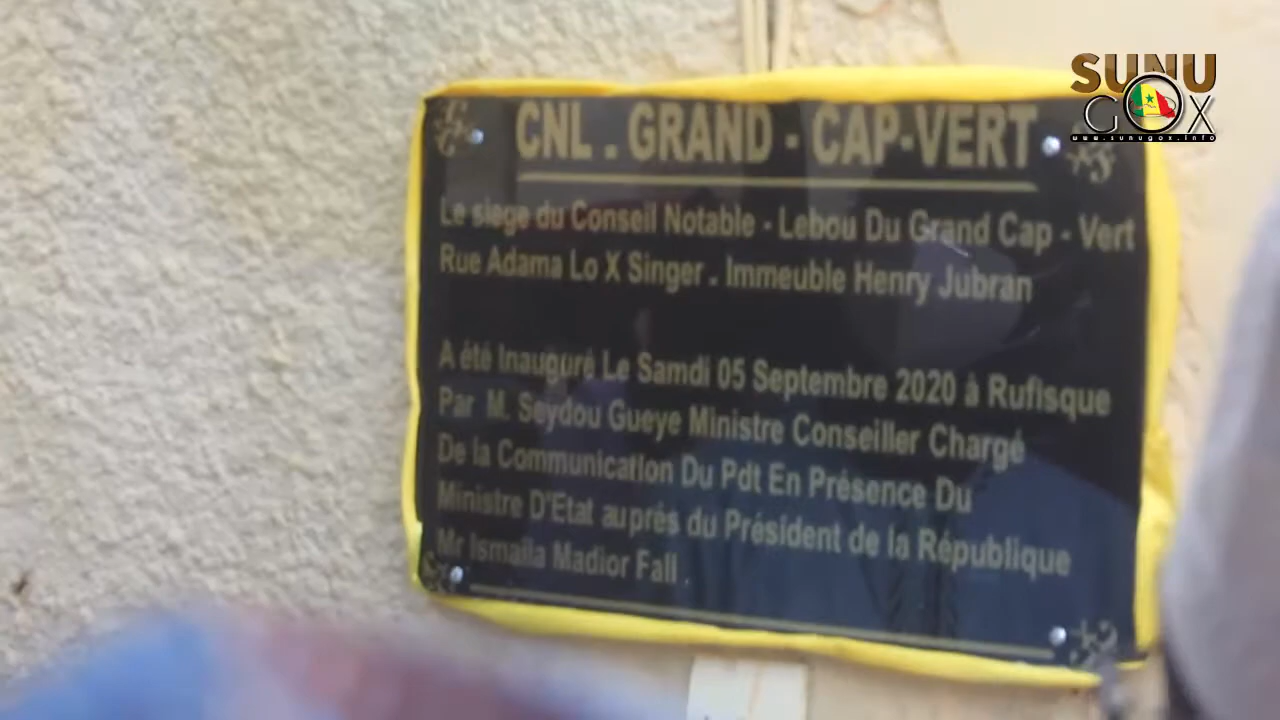 SUNU
GOX
www.sunugox.info
CNL . GRAND - CAP-VERT
Le siege du Conseil Notable - Lebou Du Grand Cap - Vert
Rue Adama Lo X Singer . Immeuble Henry Jubran
A été Inauguré Le Samdi 05 Septembre 2020 à Rufisque
Par M. Seydou Gueye Ministre Conseiller Chargé
De la Communication Du Pdt En Présence Du
Ministre D'Etat auprés du Président de la République
Mr Ismaila Madior Fall .